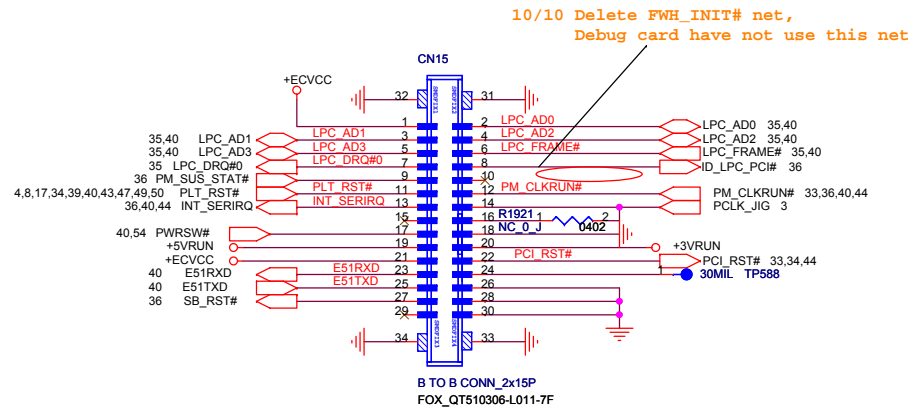 10/10 Delete FWH_INIT# net,
Debug card have not use this net
CN15
+ECVCC
32 SMDFIX1 SMDFIX2 31
1 2 LPC_AD0 LPC_AD0 35,40
35,40 LPC_AD1 LPC_AD1 3 4 LPC_AD2 LPC_AD2 35,40
35,40 LPC_AD3 LPC_AD3 5 6 LPC_FRAME# LPC_FRAME# 35,40
35 LPC_DRQ#0 LPC_DRQ#0 7 8 ID_LPC_PCI# 36
36 PM_SUS_STAT# 9 10
4,8,17,34,39,40,43,47,49,50 PLT_RST# PLT_RST# 11 12 PM_CLKRUN# PM_CLKRUN# 33,36,40,44
36,40,44 INT_SERIRQ INT_SERIRQ 13 14 PCLK_JIG 3
15 16 R1921 1 2
NC_0_J 0402
40,54 PWRSW# 17 18
+5VRUN 19 20 +3VRUN
+ECVCC 21 22 PCI_RST# PCI_RST# 33,34,44
40 E51RXD E51RXD 23 24 1 30MIL TP588
40 E51TXD E51TXD 25 26
36 SB_RST# 27 28
29 30
34 SMDFIX3 SMDFIX4 33
B TO B CONN_2x15P
FOX_QT510306-L011-7F